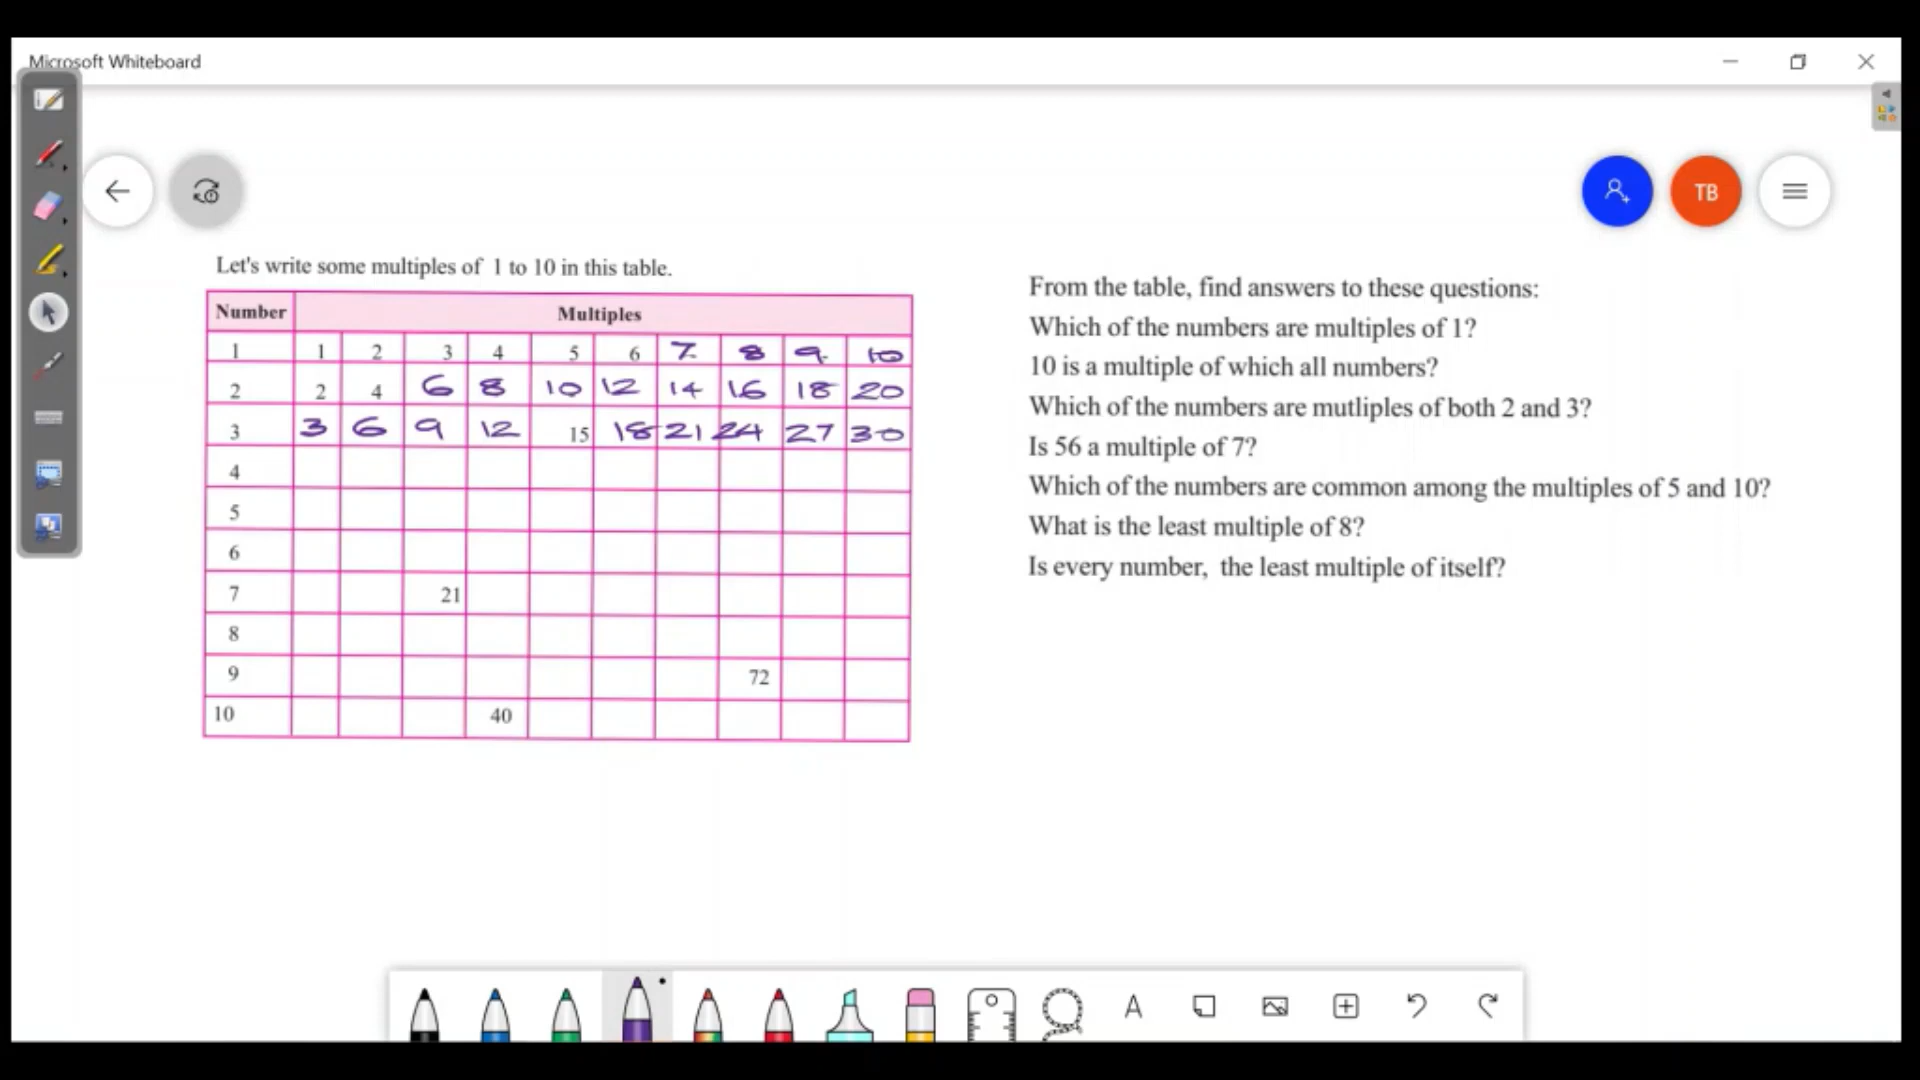 Microsoft Whiteboard
TB
Let's write some multiples of 1 to 10 in this table.
Number Multiples
1 1 2 3 4 5 6 7 8 9 10
2 2 4 6 8 10 12 14 16 18 20
3 3 6 9 12 15 18 21 24 27 30
4
5
6
7 21
8
9 72
10 40
From the table, find answers to these questions:
Which of the numbers are multiples of 1?
10 is a multiple of which all numbers?
Which of the numbers are mutliples of both 2 and 3?
Is 56 a multiple of 7?
Which of the numbers are common among the multiples of 5 and 10?
What is the least multiple of 8?
Is every number, the least multiple of itself?
A